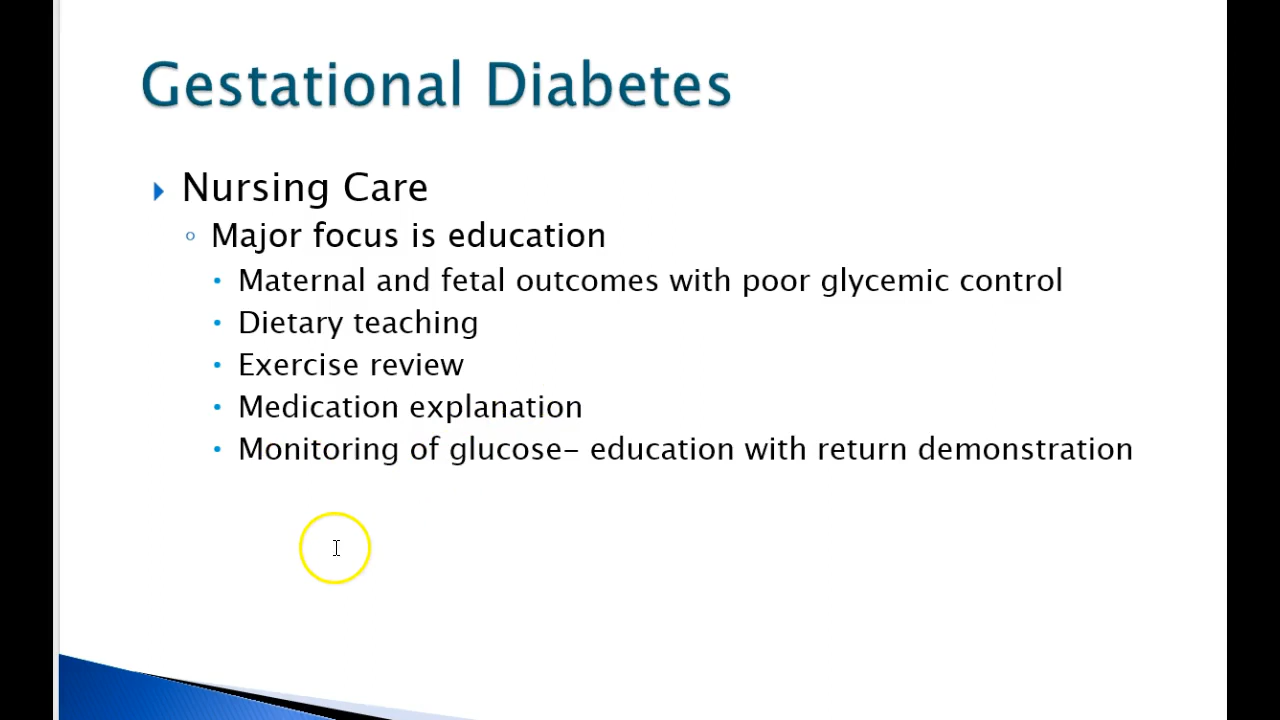 Gestational Diabetes
Nursing Care
Major focus is education
Maternal and fetal outcomes with poor glycemic control
Dietary teaching
Exercise review
Medication explanation
Monitoring of glucose- education with return demonstration